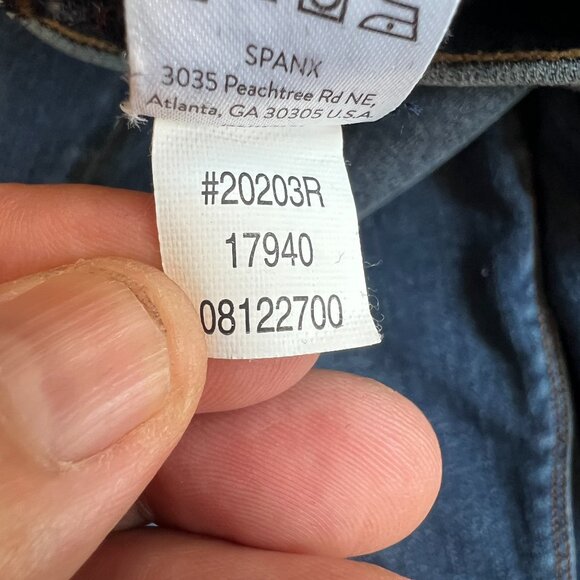 SPANX
3035 Peachtree Rd NE,
Atlanta, GA 30305 U.S.A.
#20203R
17940
08122700